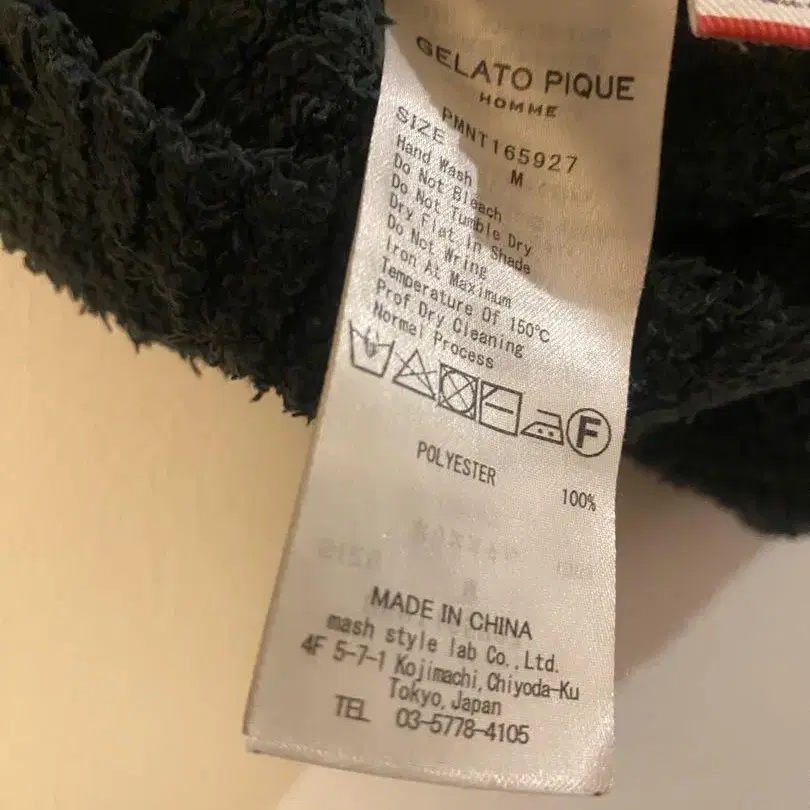 GELATO PIQUE
HOMME
PMNT165927
SIZE M
Hand Wash
Do Not Bleach
Do Not Tumble Dry
Dry Flat In Shade
Do Not Wring
Iron At Maximum
Temperature Of 150℃
Prof Dry Cleaning
Normal Process
F
POLYESTER 100%
MADE IN CHINA
mash style lab Co.,Ltd.
4F 5-7-1 Kojimachi,Chiyoda-Ku
Tokyo,Japan
TEL 03-5778-4105